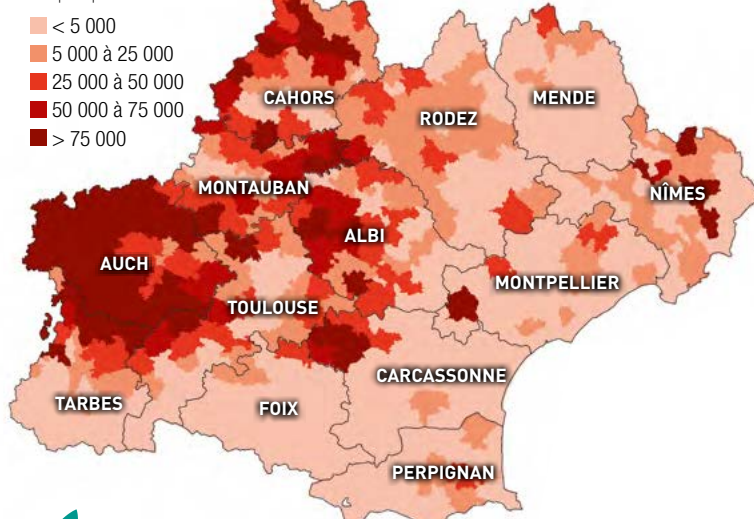 < 5 000
5 000 à 25 000
25 000 à 50 000
50 000 à 75 000
> 75 000
CAHORS
RODEZ
MENDE
MONTAUBAN
NÎMES
ALBI
AUCH
MONTPELLIER
TOULOUSE
CARCASSONNE
TARBES
FOIX
PERPIGNAN